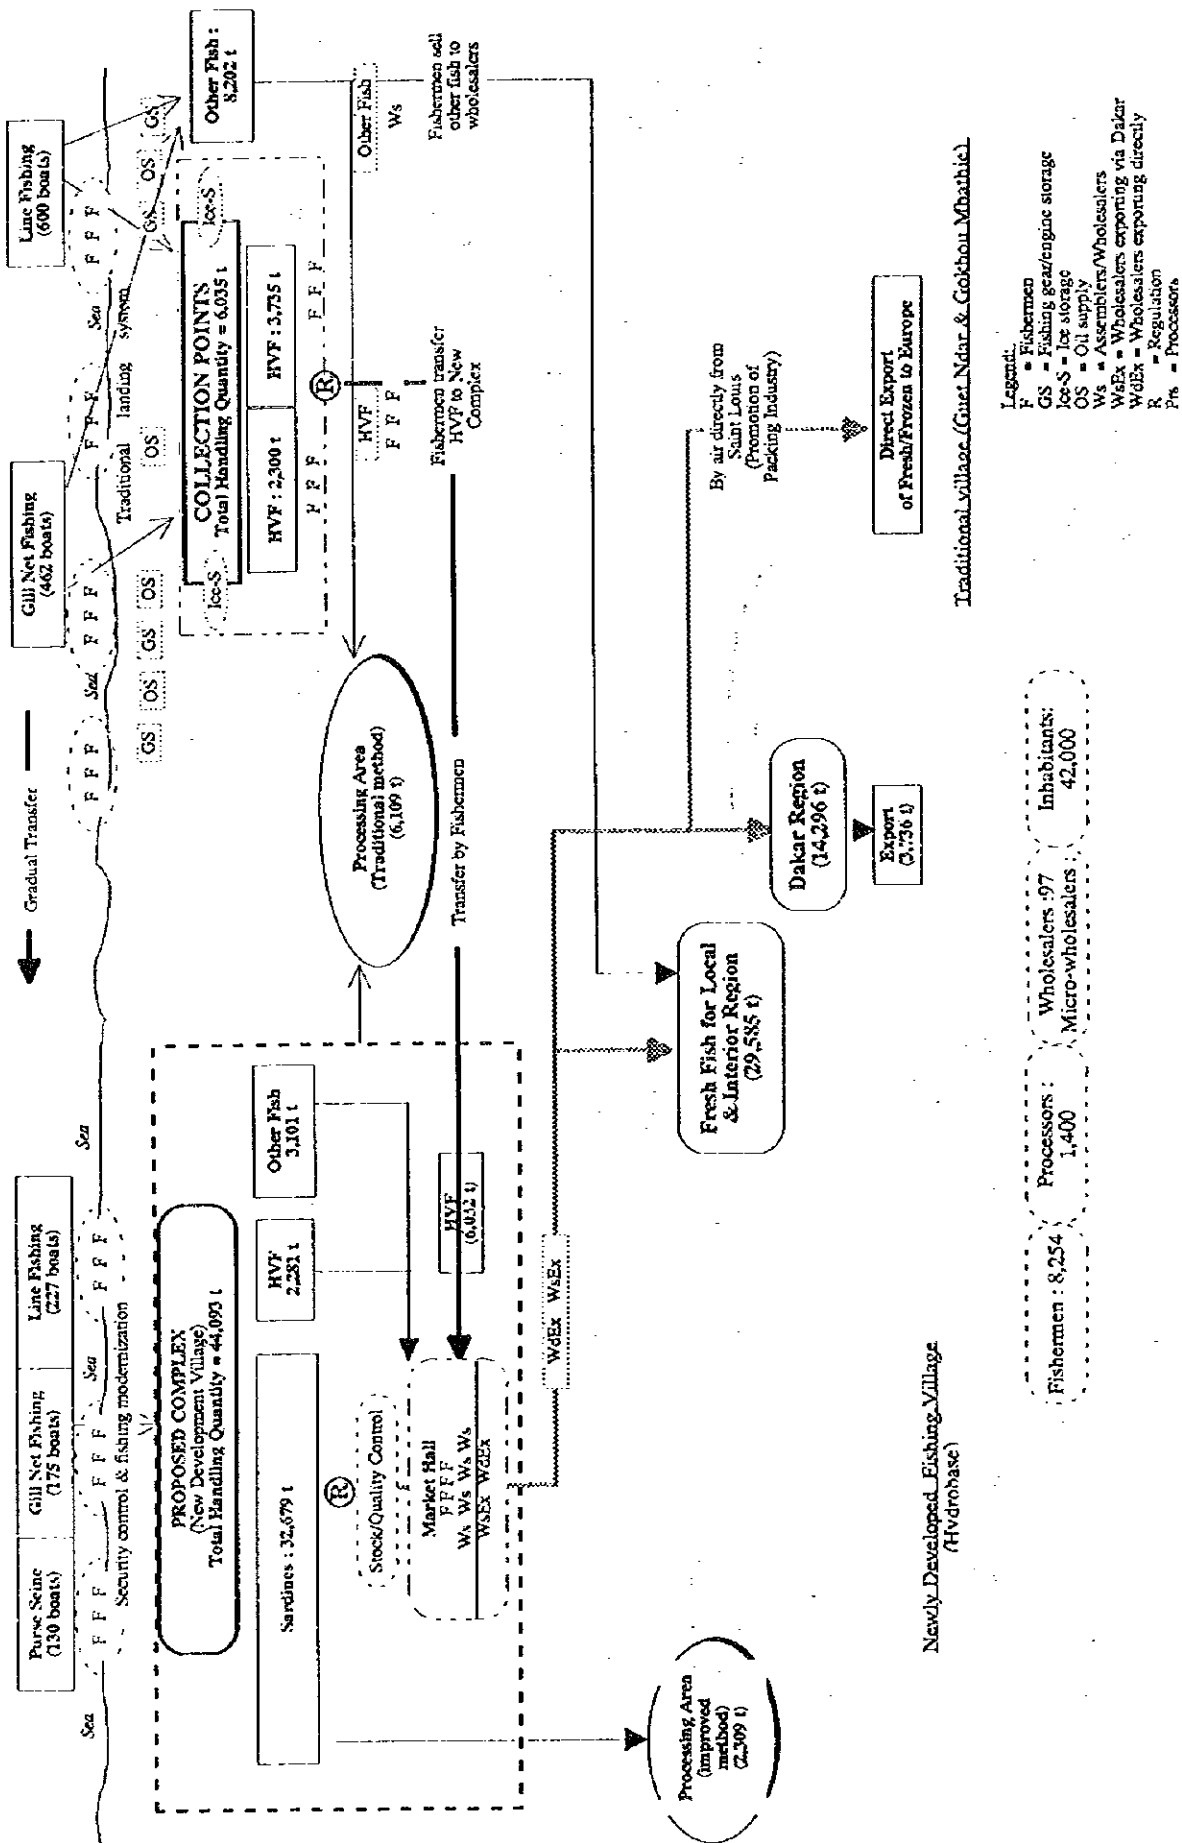 Purse Seine
(130 boats)
Gill Net Fishing
(175 boats)
Line Fishing
(227 boats)
Gradual Transfer
Gill Net Fishing
(462 boats)
Line Fishing
(600 boats)
Sea
F F F
Sea
F F F
Sea
F F F
Sea
F F F
Sea
F F F
F F F
Sea
F F F
Security control & fishing modernization
Traditional landing system
GS
OS
GS
OS
OS
GS
OS
GS
PROPOSED COMPLEX
(New Development Village)
Total Handling Quantity = 44,093 t
Sardines : 32,679 t
HVF
2,281 t
Other Fish
3,101 t
R
Stock/Quality Control
Market Hall
F F F F
Ws Ws Ws Ws
WsEx WdEx
HVF
(6,032 t)
COLLECTION POINTS
Total Handling Quantity = 6,035 t
Ice-S
Ice-S
HVF : 2,300 t
HVF : 3,735 t
F F F
R
F F F
Other Fish :
8,202 t
Processing Area
(Traditional method)
(6,109 t)
HVF
F F F
Other Fish
Ws
Transfer by Fishermen
Fishermen transfer
HVF to New
Complex
Fishermen sell
other fish to
wholesalers
WdEx WsEx
Processing Area
(improved
method)
(2,309 t)
Fresh Fish for Local
& Interior Region
(29,585 t)
Dakar Region
(14,296 t)
Export
(3,736 t)
By air directly from
Saint Louis
(Promotion of
Packing Industry)
Direct Export
of Fresh/Frozen to Europe
Newly Developed Fishing Village
(Hydrobase)
Traditional village (Guet Ndar & Gokhou Mbathie)
Fishermen : 8,254
Processors :
1,400
Wholesalers :97
Micro-wholesalers :
Inhabitants:
42,000
Legend:
F = Fishermen
GS = Fishing gear/engine storage
Ice-S = Ice storage
OS = Oil supply
Ws = Assemblers/Wholesalers
WsEx = Wholesalers exporting via Dakar
WdEx = Wholesalers exporting directly
R = Regulation
Prs = Processors